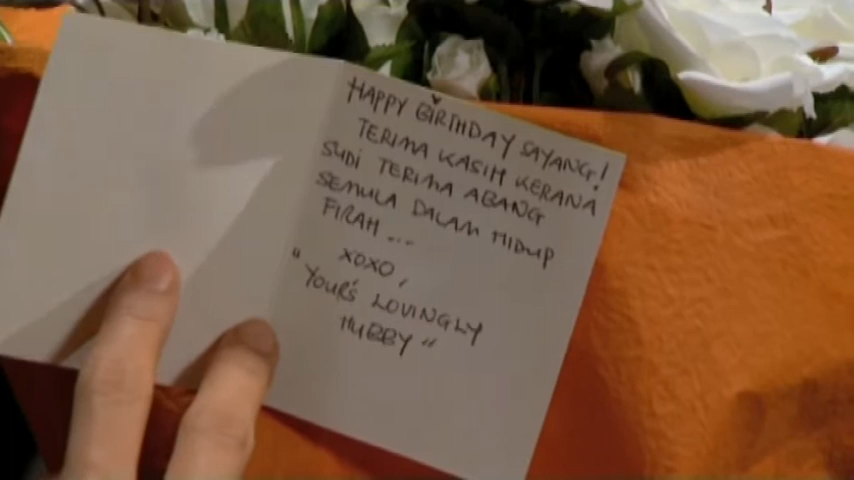 HAPPY BIRTHDAY SAYANG!
TERIMA KASIH KERANA
SUDI TERIMA ABANG
SEMULA DALAM HIDUP
FIRAH ...
XOXO,
"YOUR'S LOVINGLY
HUBBY"